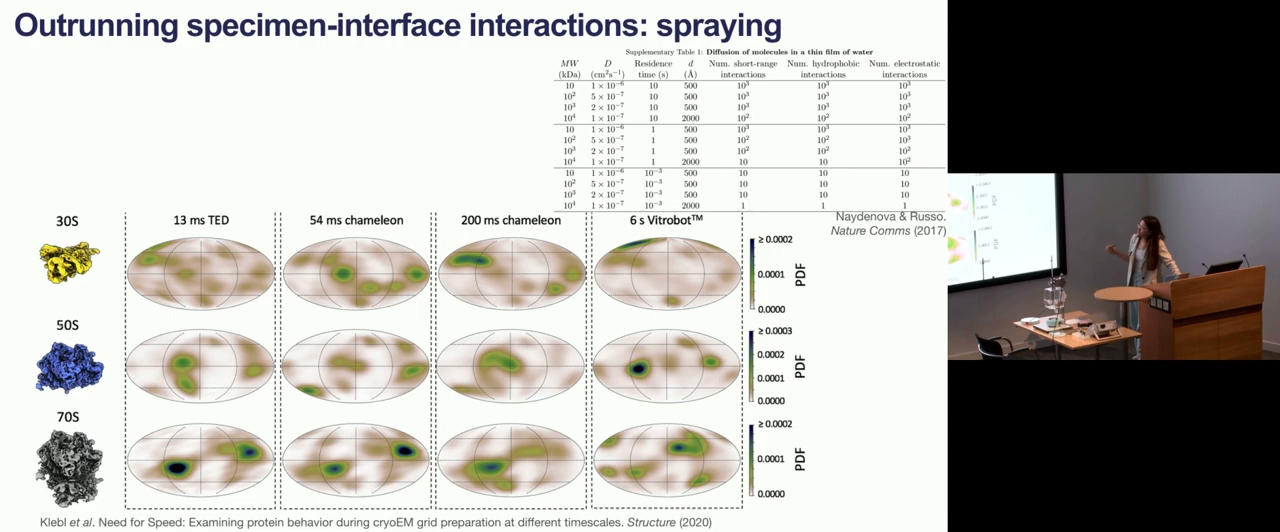 Outrunning specimen-interface interactions: spraying
Supplementary Table 1: Diffusion of molecules in a thin film of water
MW D Residence d Num. short-range Num. hydrophobic Num. electrostatic
(kDa) (cm²s⁻¹) time (s) (Å) interactions interactions interactions
10 1 × 10⁻⁶ 10 500 10³ 10³ 10³
10² 5 × 10⁻⁷ 10 500 10³ 10³ 10³
10³ 2 × 10⁻⁷ 10 500 10³ 10³ 10³
10⁴ 1 × 10⁻⁷ 10 2000 10² 10² 10²
10 1 × 10⁻⁶ 1 500 10³ 10³ 10³
10² 5 × 10⁻⁷ 1 500 10² 10² 10²
10³ 2 × 10⁻⁷ 1 500 10² 10² 10²
10⁴ 1 × 10⁻⁷ 1 2000 10 10 10²
10 1 × 10⁻⁶ 10⁻³ 500 10 10 10
10² 5 × 10⁻⁷ 10⁻³ 500 10 10 10
10³ 2 × 10⁻⁷ 10⁻³ 500 10 10 10
10⁴ 1 × 10⁻⁷ 10⁻³ 2000 1 1 1
Naydenova & Russo.
Nature Comms (2017)
13 ms TED 54 ms chameleon 200 ms chameleon 6 s Vitrobot™
30S
≥ 0.0002
0.0001
0.0000
PDF
50S
≥ 0.0003
0.0002
0.0001
0.0000
PDF
70S
≥ 0.0002
0.0001
0.0000
PDF
Klebl et al. Need for Speed: Examining protein behavior during cryoEM grid preparation at different timescales. Structure (2020)